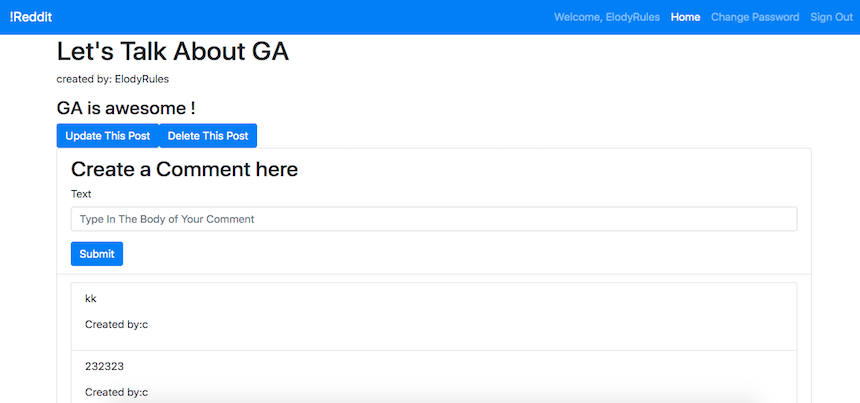 !Reddit Welcome, ElodyRules Home Change Password Sign Out
Let's Talk About GA
created by: ElodyRules
GA is awesome !
Update This Post Delete This Post
Create a Comment here
Text
Type In The Body of Your Comment
Submit
kk
Created by:c
232323
Created by:c